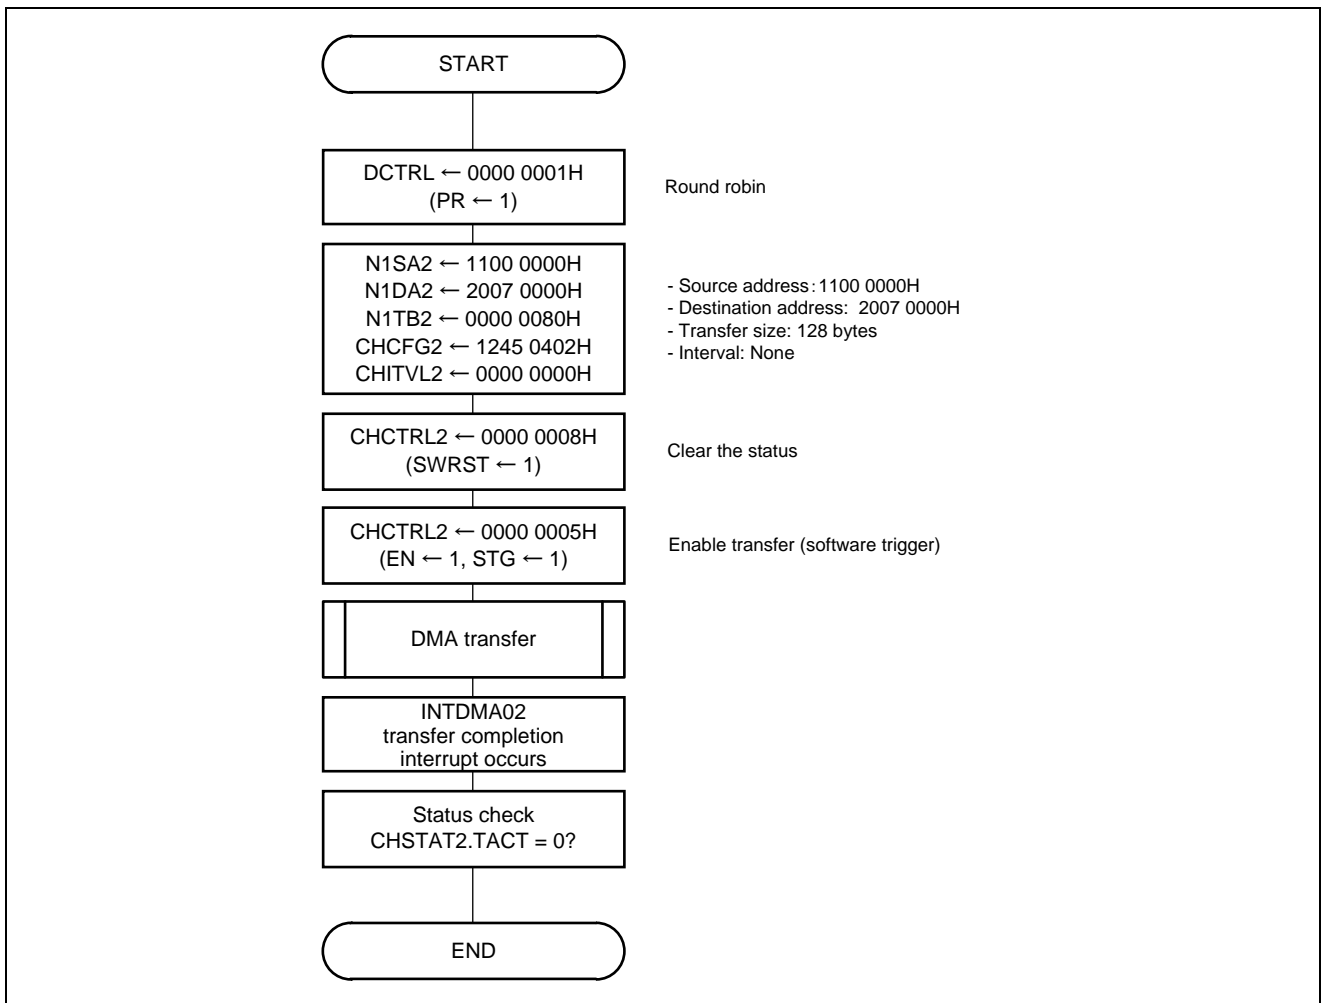 START
DCTRL ← 0000 0001H
(PR ← 1)
Round robin
N1SA2 ← 1100 0000H
N1DA2 ← 2007 0000H
N1TB2 ← 0000 0080H
CHCFG2 ← 1245 0402H
CHITVL2 ← 0000 0000H
- Source address：1100 0000H
- Destination address:  2007 0000H
- Transfer size: 128 bytes
- Interval: None
CHCTRL2 ← 0000 0008H
(SWRST ← 1)
Clear the status
CHCTRL2 ← 0000 0005H
(EN ← 1, STG ← 1)
Enable transfer (software trigger)
DMA transfer
INTDMA02
transfer completion
interrupt occurs
Status check
CHSTAT2.TACT = 0?
END